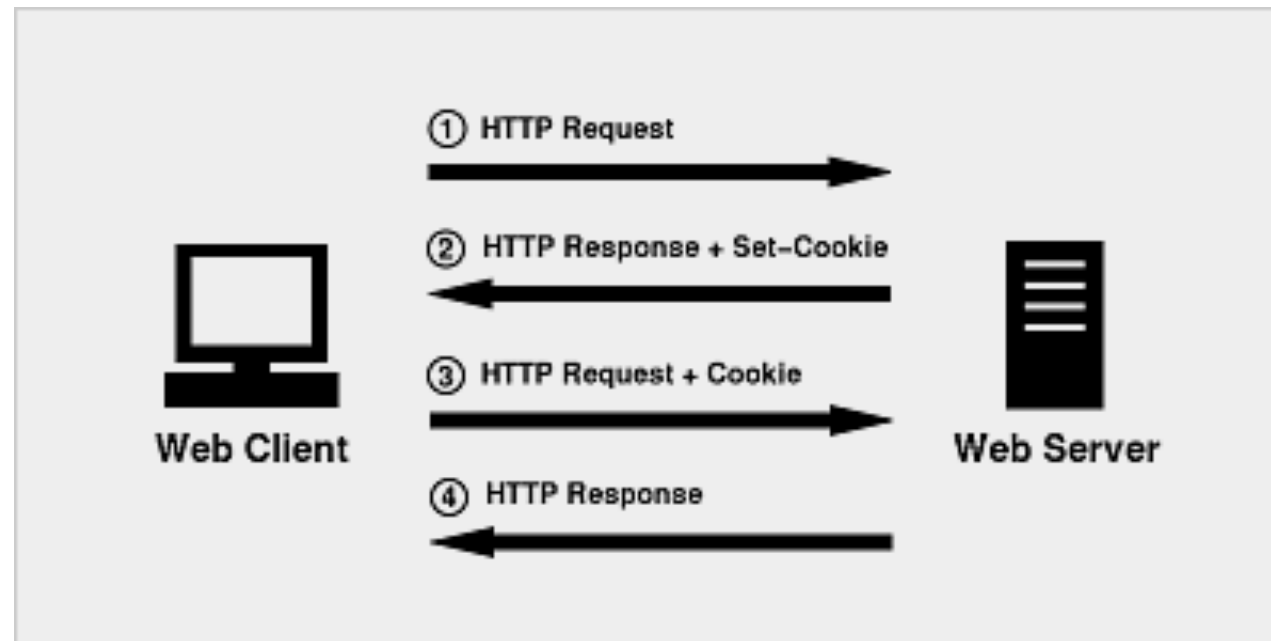 ① HTTP Request
② HTTP Response + Set-Cookie
③ HTTP Request + Cookie
Web Client
Web Server
④ HTTP Response